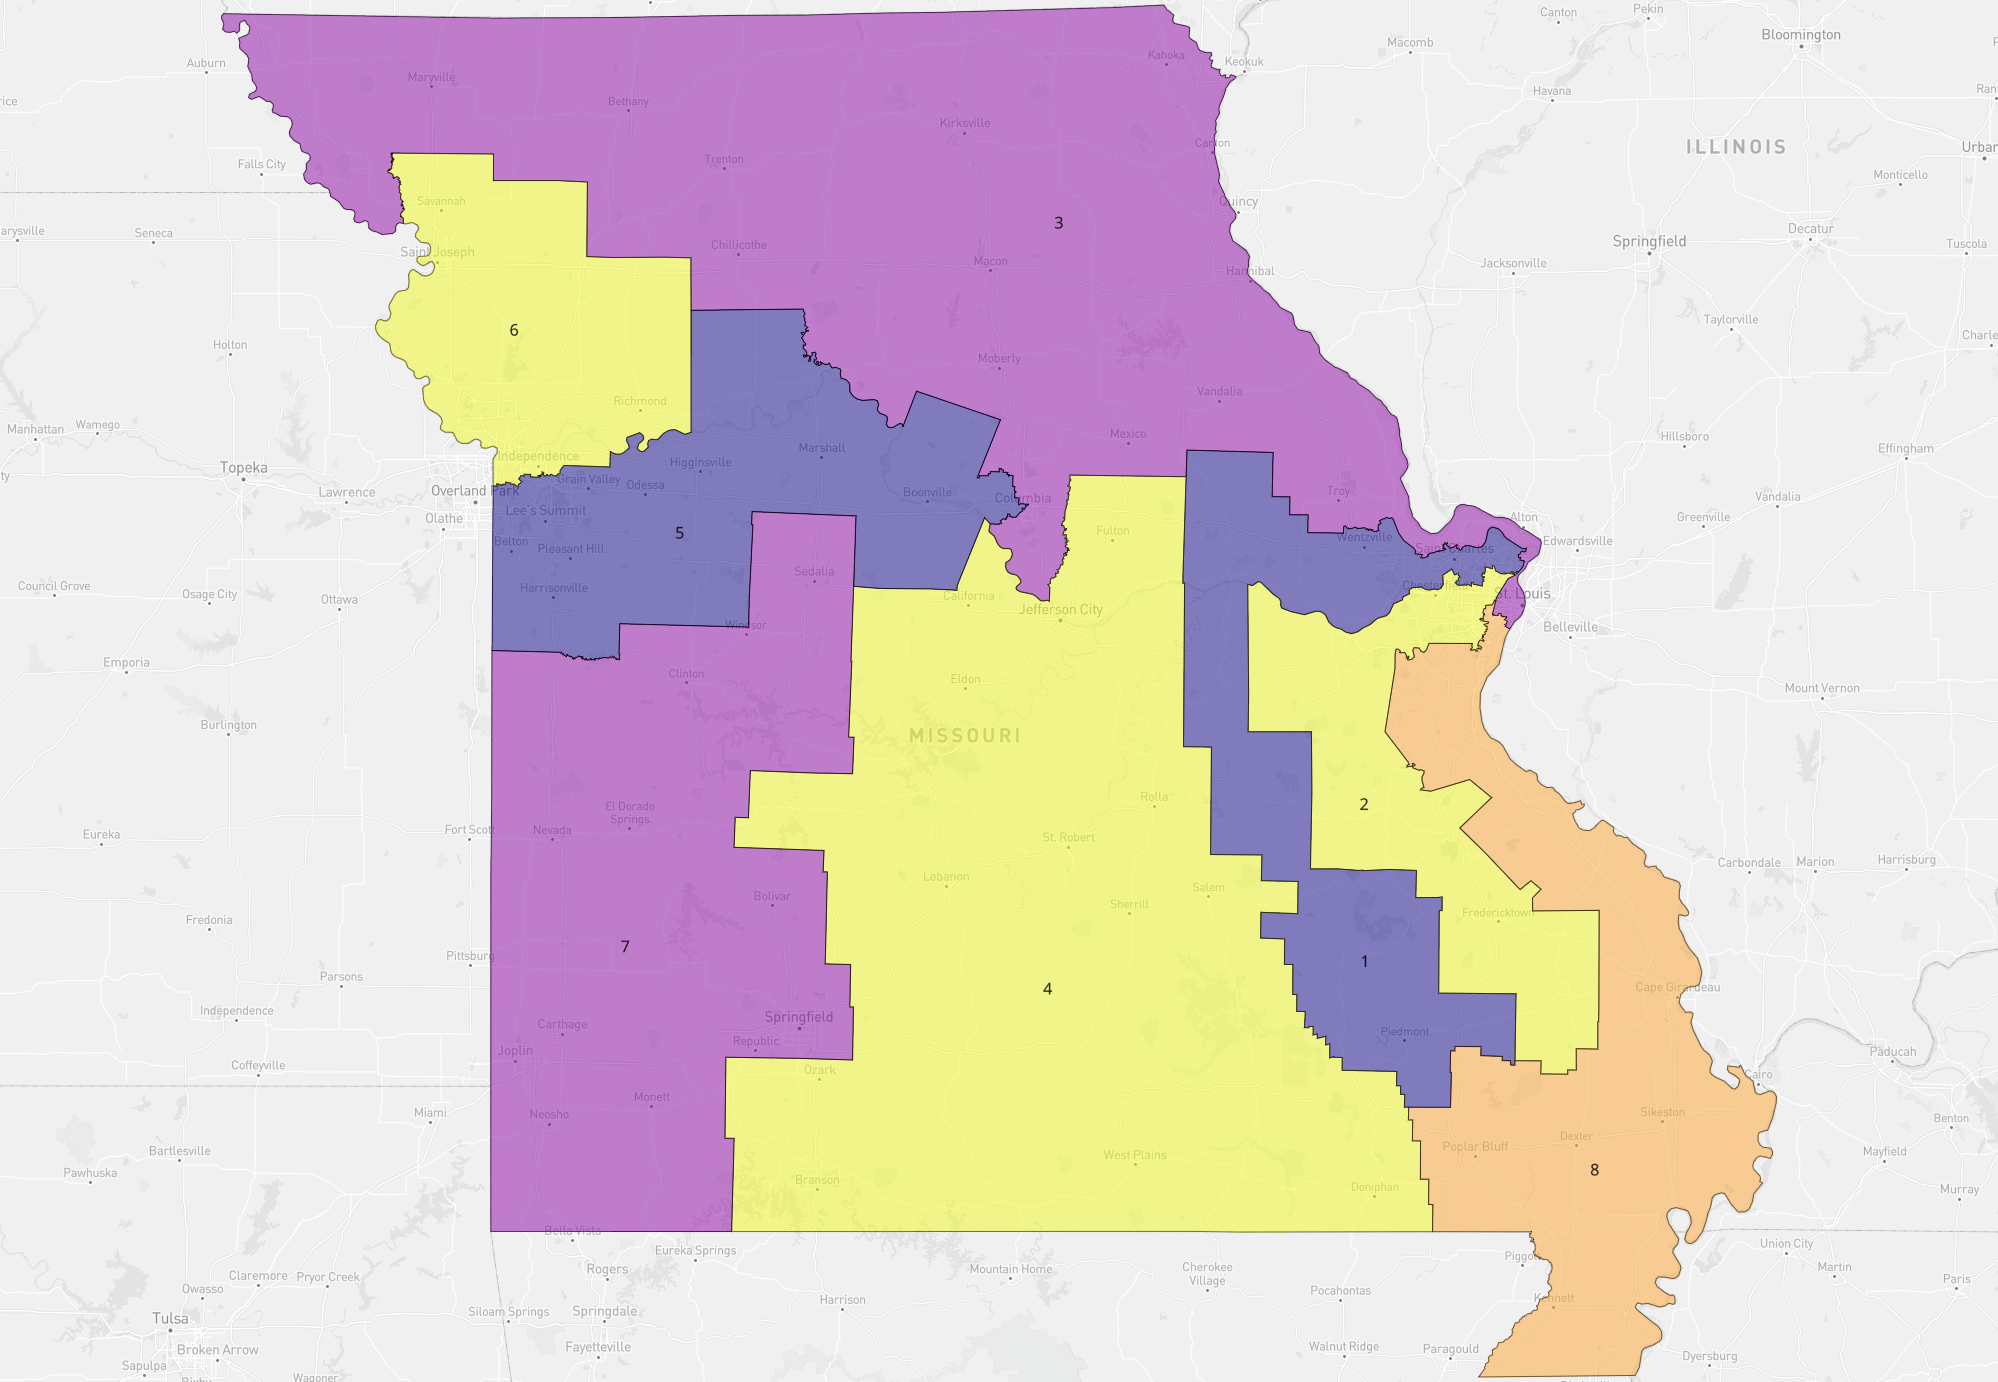 Canton
Pekin
Bloomington
Macomb
Kahoka
Keokuk
Auburn
Maryville
Bethany
Havana
Kirksville
ILLINOIS
Canton
Trenton
Falls City
Monticello
Savannah
Quincy
3
Seneca
Saint Joseph
Chillicothe
Macon
Hannibal
Springfield
Decatur
Tuscola
Jacksonville
6
Taylorville
Holton
Moberly
Vandalia
Richmond
Manhattan
Wamego
Mexico
Hillsboro
Effingham
Marshall
Independence
Higginsville
Topeka
Grain Valley
Odessa
Overland Park
Lawrence
Boonville
Columbia
Troy
Vandalia
Lee's Summit
Olathe
Alton
Greenville
5
Fulton
Belton
Pleasant Hill
Wentzville
Saint Charles
Edwardsville
Sedalia
Council Grove
Osage City
Ottawa
Harrisonville
California
Chesterfield
St. Louis
Jefferson City
Windsor
Belleville
Emporia
Clinton
Eldon
Mount Vernon
Burlington
MISSOURI
El Dorado
Springs
Rolla
2
Eureka
Fort Scott
Nevada
St. Robert
Carbondale
Marion
Harrisburg
Lebanon
Salem
Bolivar
Sherrill
Fredericktown
Fredonia
7
Pittsburg
1
Parsons
4
Cape Girardeau
Independence
Carthage
Springfield
Piedmont
Joplin
Republic
Paducah
Coffeyville
Ozark
Cairo
Miami
Neosho
Monett
Sikeston
Benton
Bartlesville
West Plains
Poplar Bluff
Dexter
Mayfield
Pawhuska
Branson
Doniphan
8
Murray
Bella Vista
Eureka Springs
Union City
Rogers
Mountain Home
Cherokee
Village
Martin
Claremore
Pryor Creek
Owasso
Pocahontas
Paris
Kennett
Harrison
Tulsa
Siloam Springs
Springdale
Broken Arrow
Fayetteville
Walnut Ridge
Paragould
Dyersburg
Sapulpa
Wagoner